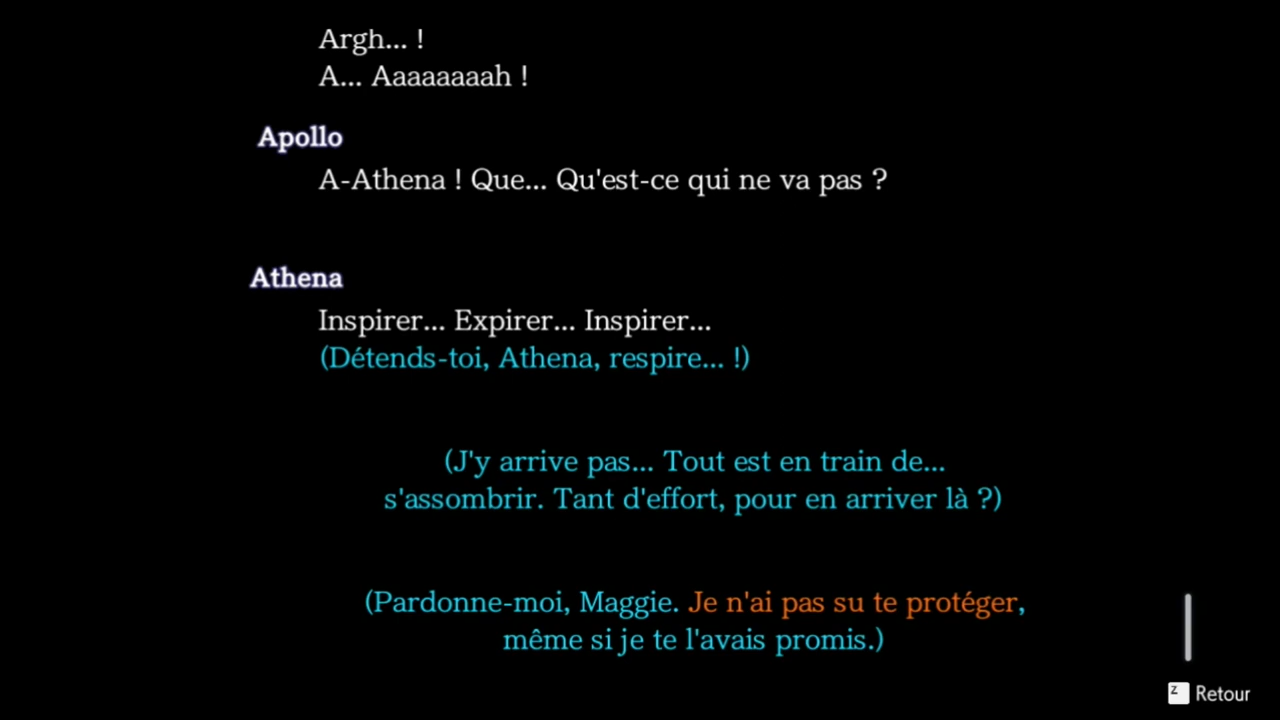 Argh... !
A... Aaaaaaaah !
Apollo
A-Athena ! Que... Qu'est-ce qui ne va pas ?
Athena
Inspirer... Expirer... Inspirer...
(Détends-toi, Athena, respire... !)
(J'y arrive pas... Tout est en train de...
s'assombrir. Tant d'effort, pour en arriver là ?)
(Pardonne-moi, Maggie. Je n'ai pas su te protéger,
même si je te l'avais promis.)
z Retour